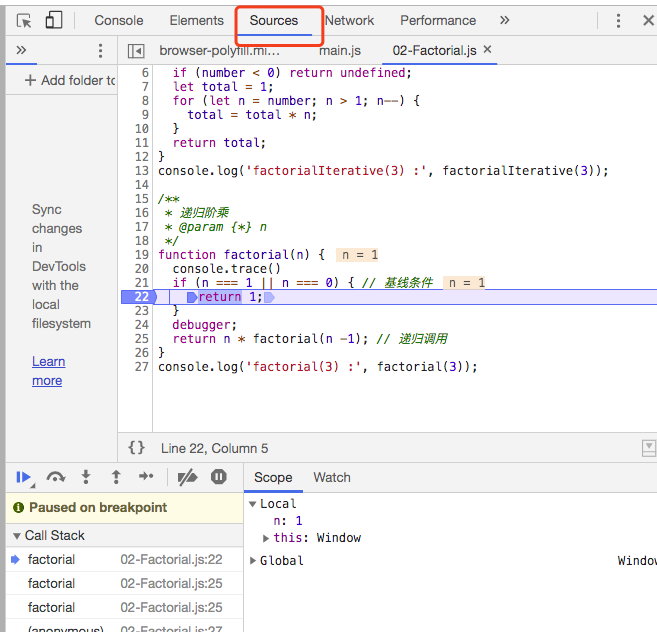 Console Elements Sources Network Performance »
» browser-polyfill.mi... main.js 02-Factorial.js ×
+ Add folder to
Sync
changes
in
DevTools
with the
local
filesystem
Learn
more
6 if (number < 0) return undefined;
7 let total = 1;
8 for (let n = number; n > 1; n--) {
9 total = total * n;
10 }
11 return total;
12 }
13 console.log('factorialIterative(3) :', factorialIterative(3));
14
15 /**
16 * 递归阶乘
17 * @param {*} n
18 */
19 function factorial(n) { n = 1
20 console.trace()
21 if (n === 1 || n === 0) { // 基线条件 n = 1
22 return 1;
23 }
24 debugger;
25 return n * factorial(n -1); // 递归调用
26 }
27 console.log('factorial(3) :', factorial(3));
{} Line 22, Column 5
Scope Watch
Paused on breakpoint
Call Stack
factorial 02-Factorial.js:22
factorial 02-Factorial.js:25
factorial 02-Factorial.js:25
(anonymous) 02-Factorial.js:27
Local
n: 1
this: Window
Global Window